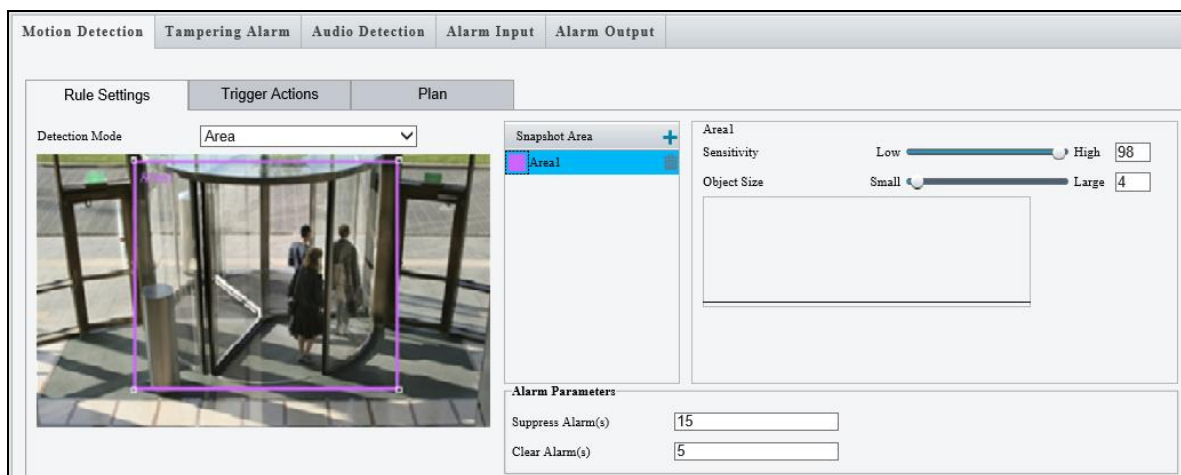 Motion Detection Tampering Alarm Audio Detection Alarm Input Alarm Output
Rule Settings Trigger Actions Plan
Detection Mode Area
Snapshot Area
Area1
Area1
Sensitivity Low High 98
Object Size Small Large 4
Alarm Parameters
Suppress Alarm(s) 15
Clear Alarm(s) 5